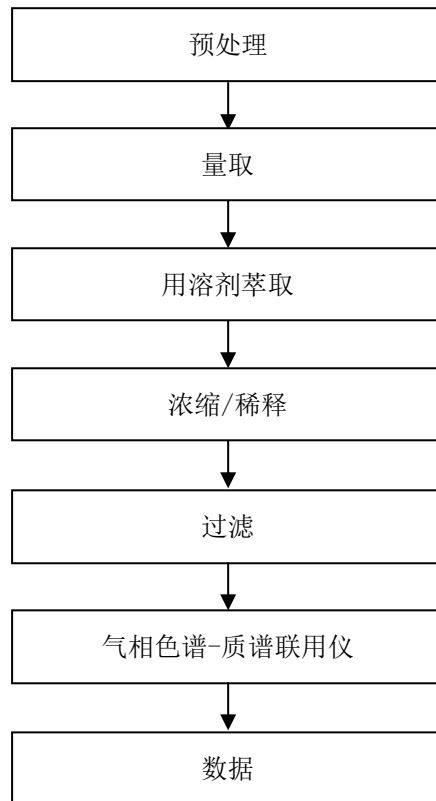 预处理
量取
用溶剂萃取
浓缩/稀释
过滤
气相色谱-质谱联用仪
数据